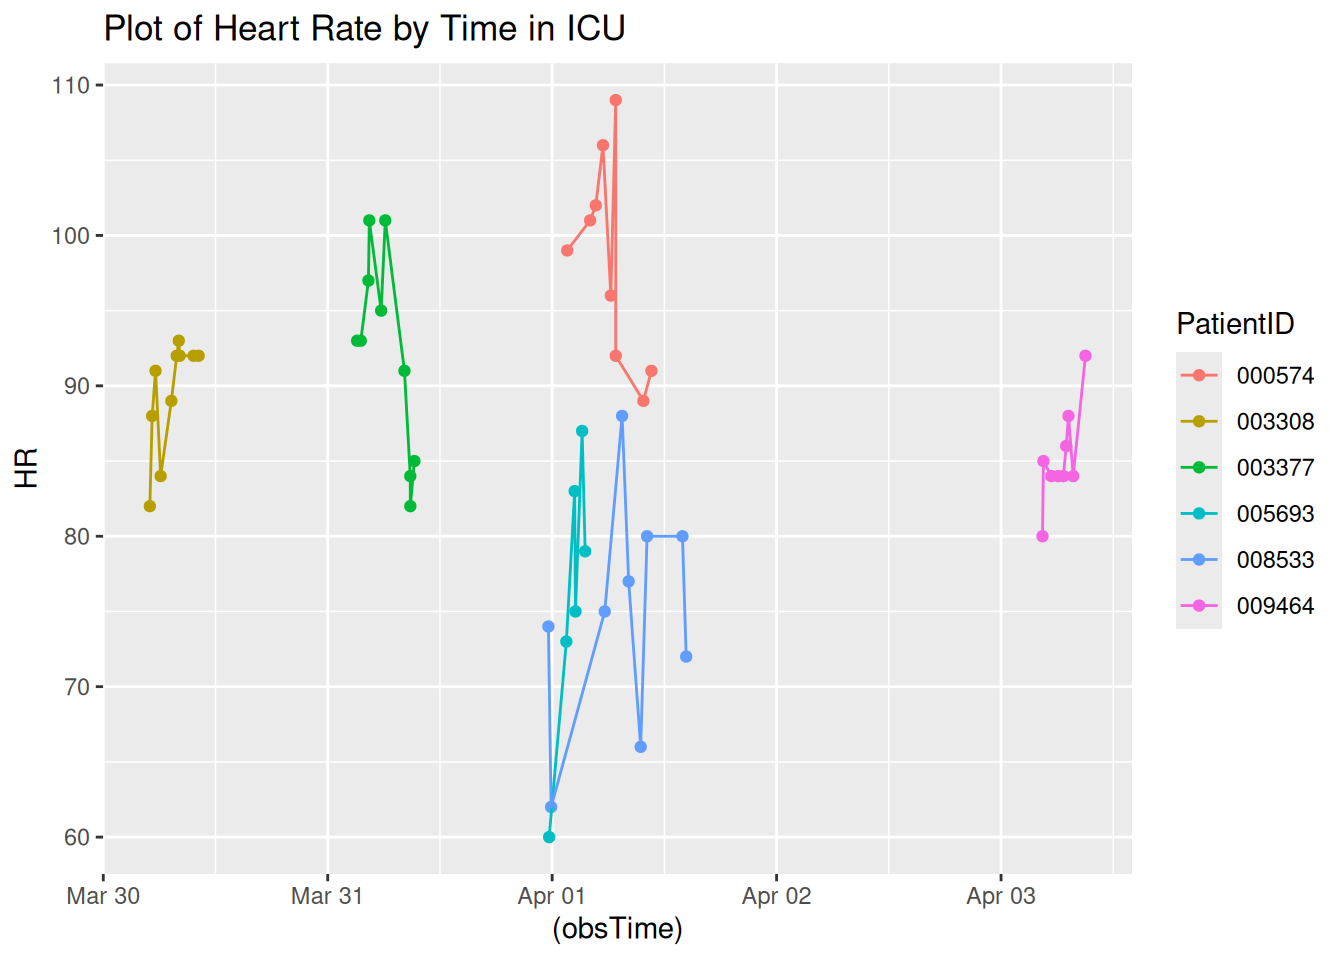 Plot of Heart Rate by Time in ICU
110
100
90
80
70
60
HR
Mar 30
Mar 31
Apr 01
Apr 02
Apr 03
(obsTime)
PatientID
000574
003308
003377
005693
008533
009464